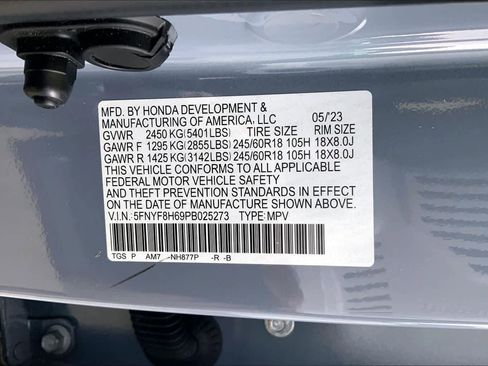 MFD. BY HONDA DEVELOPMENT &
MANUFACTURING OF AMERICA, LLC 05/'23
GVWR 2450 KG(5401LBS) TIRE SIZE RIM SIZE
GAWR F 1295 KG(2855LBS) 245/60R18 105H 18X8.0J
GAWR R 1425 KG(3142LBS) 245/60R18 105H 18X8.0J
THIS VEHICLE CONFORMS TO ALL APPLICABLE
FEDERAL MOTOR VEHICLE SAFETY, BUMPER, AND
THEFT PREVENTION STANDARDS IN EFFECT
ON THE DATE OF MANUFACTURE SHOWN ABOVE.
V.I.N.: 5FNYF8H69PB025273 TYPE: MPV
TGS P AM7 -NH877P -R -B